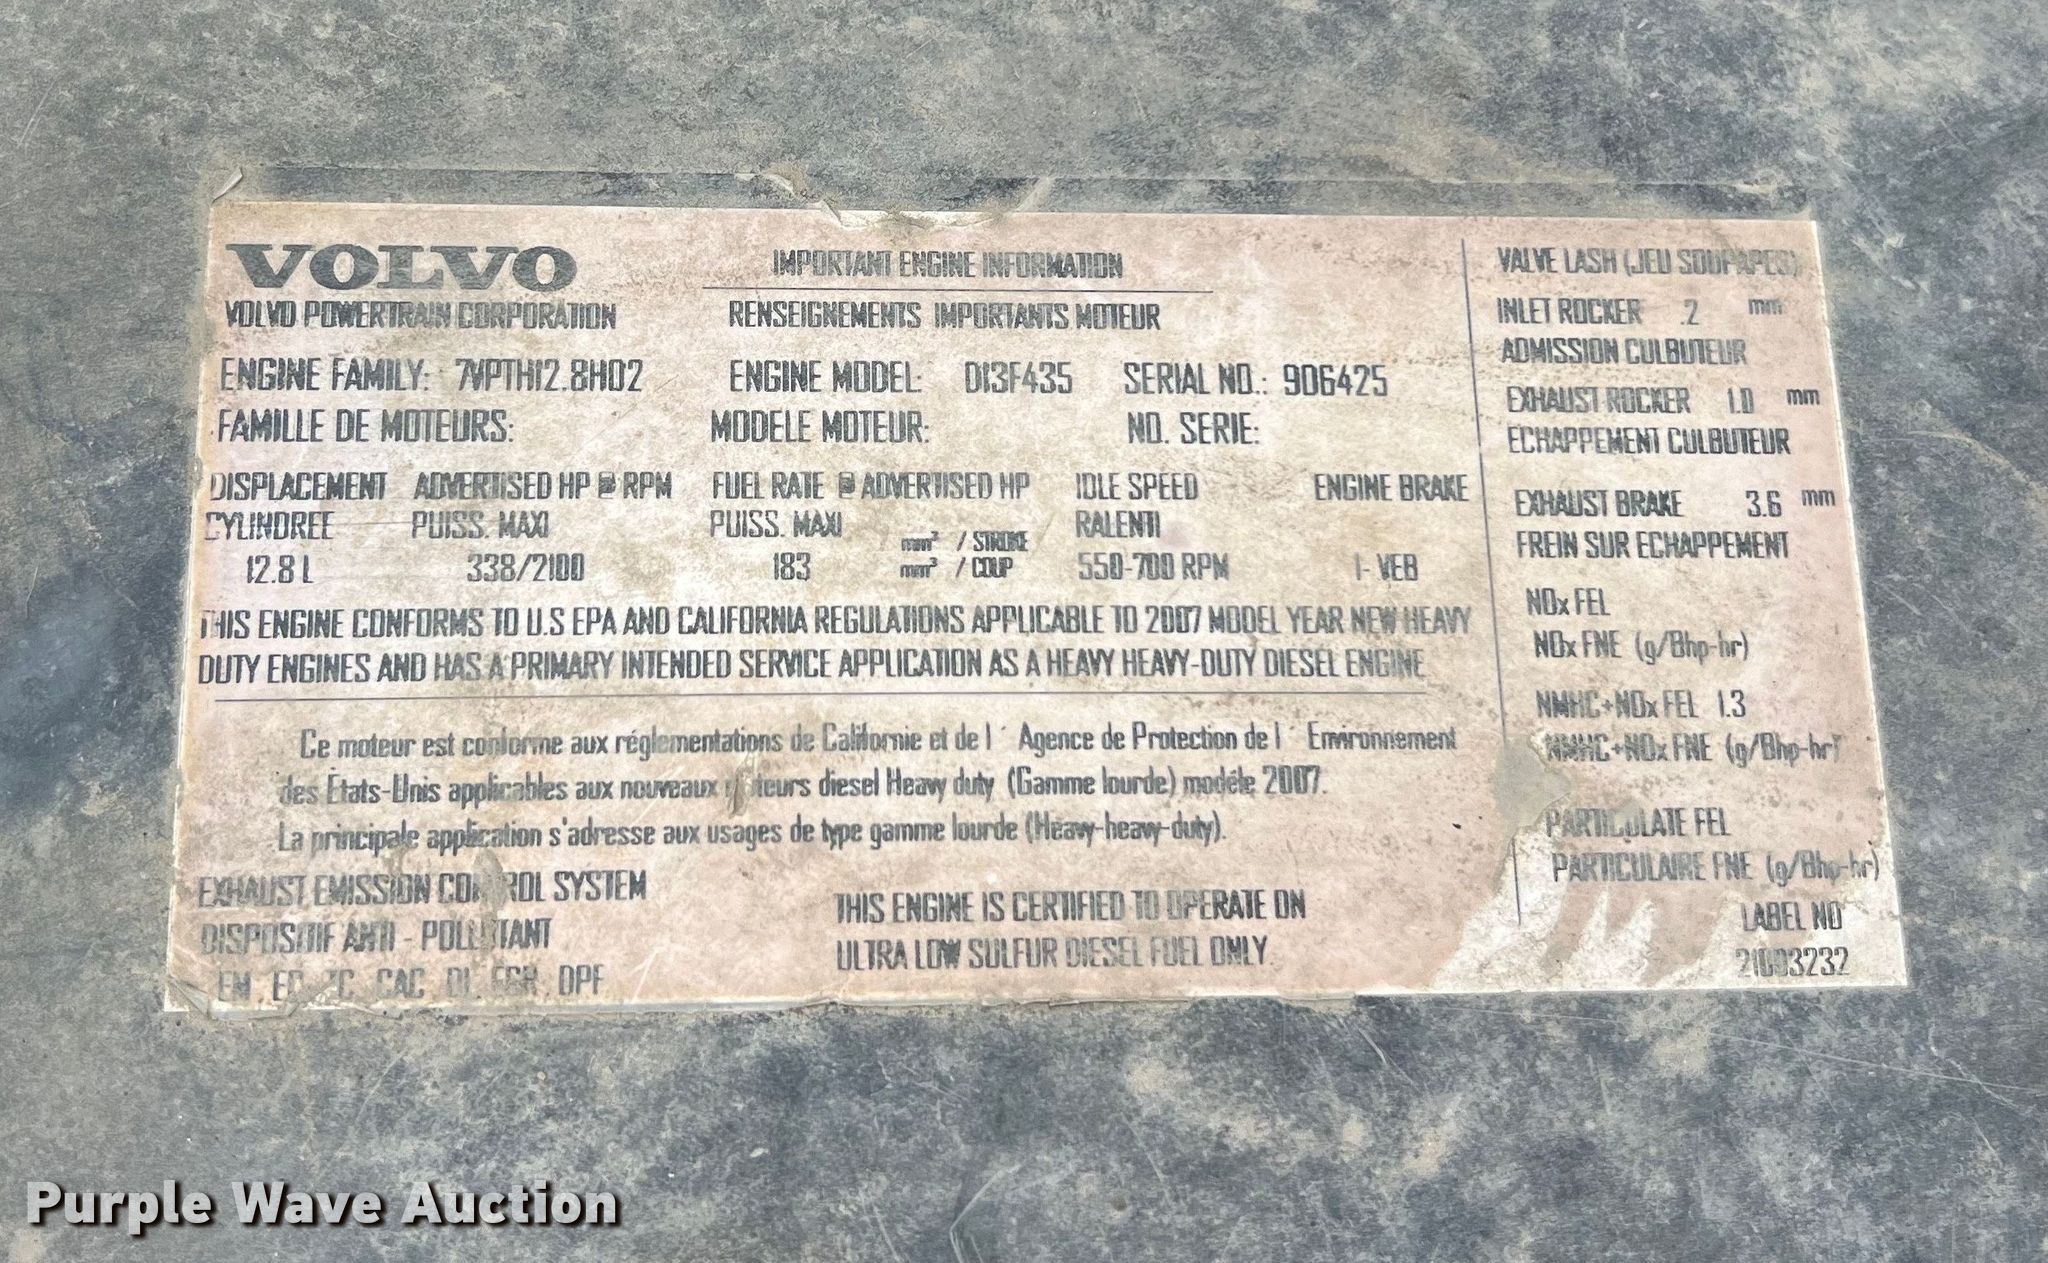 VOLVO
VOLVO POWERTRAIN CORPORATION
IMPORTANT ENGINE INFORMATION
RENSEIGNEMENTS IMPORTANTS MOTEUR
ENGINE FAMILY: 7VPTH12.8H02 ENGINE MODEL: D13F435 SERIAL NO.: 906425
FAMILLE DE MOTEURS: MODELE MOTEUR: NO. SERIE:
DISPLACEMENT ADVERTISED HP @ RPM FUEL RATE @ ADVERTISED HP IDLE SPEED ENGINE BRAKE
CYLINDREE PUISS. MAXI PUISS. MAXI mm³ / STROKE RALENTI
12.8 L 338/2100 183 mm³ / COUP 550-700 RPM I- VEB
THIS ENGINE CONFORMS TO U.S EPA AND CALIFORNIA REGULATIONS APPLICABLE TO 2007 MODEL YEAR NEW HEAVY
DUTY ENGINES AND HAS A PRIMARY INTENDED SERVICE APPLICATION AS A HEAVY HEAVY-DUTY DIESEL ENGINE
Ce moteur est conforme aux réglementations de Californie et de l ´ Agence de Protection de l ´ Environnement
des États-Unis applicables aux nouveaux moteurs diesel Heavy duty (Gamme lourde) modéle 2007.
La principale application s'adresse aux usages de type gamme lourde (Heavy-heavy-duty).
EXHAUST EMISSION CONTROL SYSTEM
DISPOSITIF ANTI - POLLUTANT
EM EC TC CAC DI EGR DPF
THIS ENGINE IS CERTIFIED TO OPERATE ON
ULTRA LOW SULFUR DIESEL FUEL ONLY.
VALVE LASH (JEU SOUPAPES)
INLET ROCKER .2 mm
ADMISSION CULBUTEUR
EXHAUST ROCKER 1.0 mm
ECHAPPEMENT CULBUTEUR
EXHAUST BRAKE 3.6 mm
FREIN SUR ECHAPPEMENT
NOx FEL
NOx FNE (g/Bhp-hr)
NMHC+NOx FEL 1.3
NMHC+NOx FNE (g/Bhp-hr)
PARTICULATE FEL
PARTICULAIRE FNE (g/Bhp-hr)
LABEL NO
21003232
Purple Wave Auction